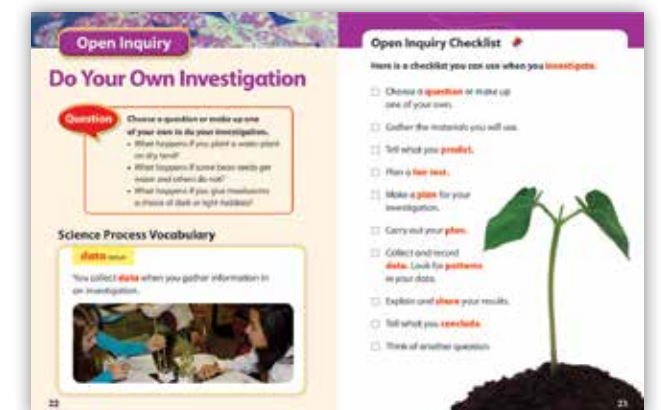 Open Inquiry
Do Your Own Investigation
Question
Choose a question or make up one
of your own to do your investigation.
• What happens if you plant a water plant
on dry land?
• What happens if some bean seeds get
water and others do not?
• What happens if you give mealworms
a choice of dark or light habitats?
Science Process Vocabulary
data noun
You collect data when you gather information in
an investigation.
22
Open Inquiry Checklist
Here is a checklist you can use when you investigate.
Choose a question or make up
one of your own.
Gather the materials you will use.
Tell what you predict.
Plan a fair test.
Make a plan for your
investigation.
Carry out your plan.
Collect and record
data. Look for patterns
in your data.
Explain and share your results.
Tell what you conclude.
Think of another question.
23